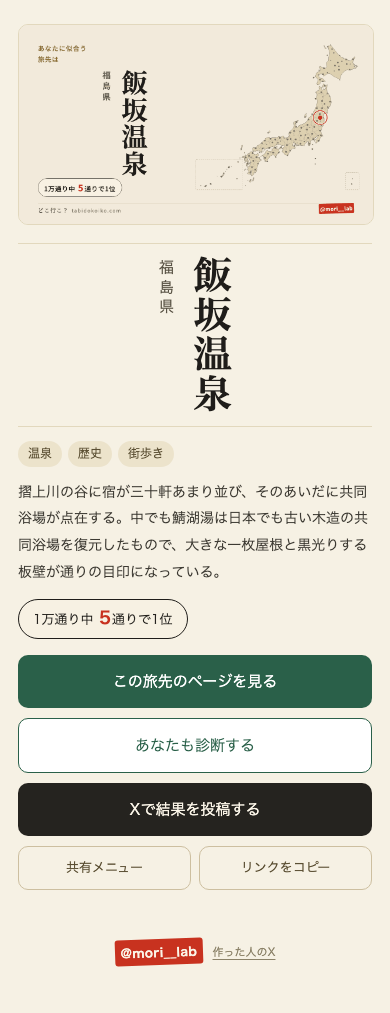 あなたに似合う
旅先は
飯坂温泉
福島県
1万通り中 5通りで1位
どこ行こ？ tabidokoiko.com
@mori__lab
飯坂温泉
福島県
温泉
歴史
街歩き
摺上川の谷に宿が三十軒あまり並び、そのあいだに共同
浴場が点在する。中でも鯖湖湯は日本でも古い木造の共
同浴場を復元したもので、大きな一枚屋根と黒光りする
板壁が通りの目印になっている。
1万通り中 5通りで1位
この旅先のページを見る
あなたも診断する
Xで結果を投稿する
共有メニュー
リンクをコピー
@mori__lab
作った人のX